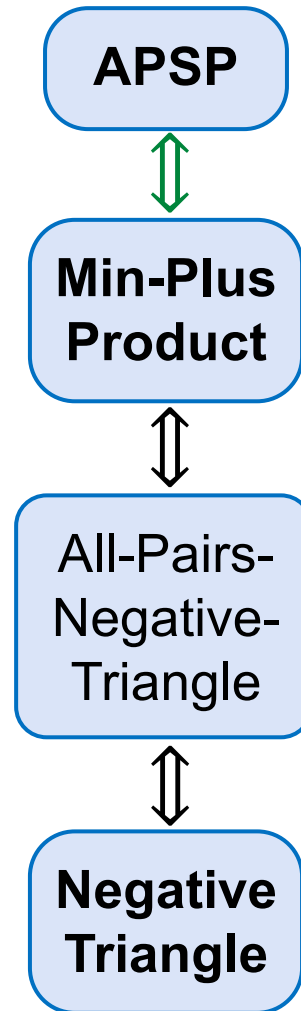 APSP
Min-Plus
Product
All-Pairs-
Negative-
Triangle
Negative
Triangle